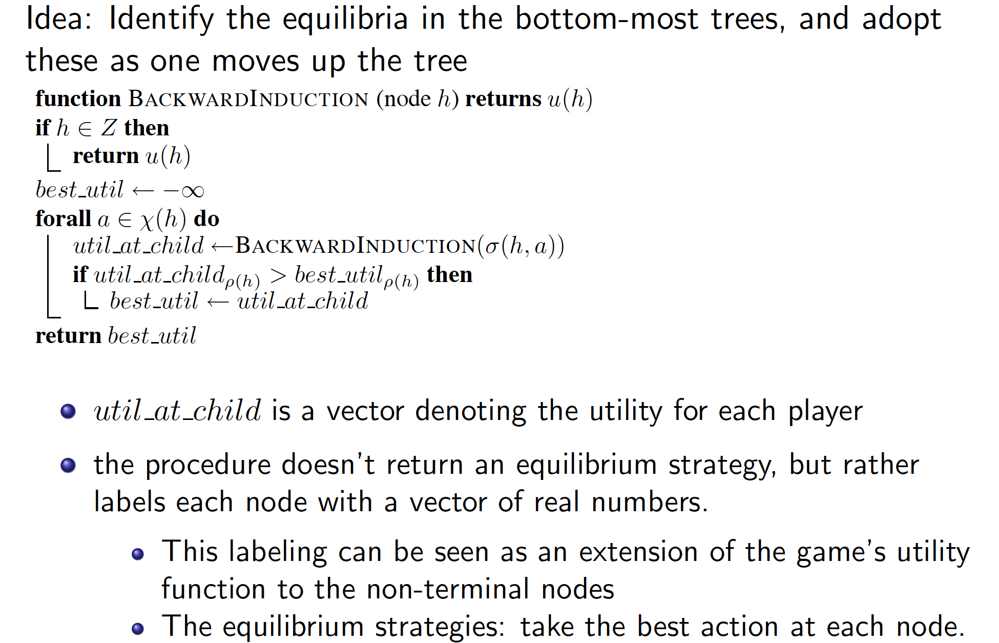 Idea: Identify the equilibria in the bottom-most trees, and adopt
these as one moves up the tree
function BACKWARDINDUCTION (node h) returns u(h)
if h ∈ Z then
return u(h)
best_util ← −∞
forall a ∈ χ(h) do
util_at_child ←BACKWARDINDUCTION(σ(h, a))
if util_at_child_ρ(h) > best_util_ρ(h) then
best_util ← util_at_child
return best_util
util_at_child is a vector denoting the utility for each player
the procedure doesn't return an equilibrium strategy, but rather
labels each node with a vector of real numbers.
This labeling can be seen as an extension of the game's utility
function to the non-terminal nodes
The equilibrium strategies: take the best action at each node.